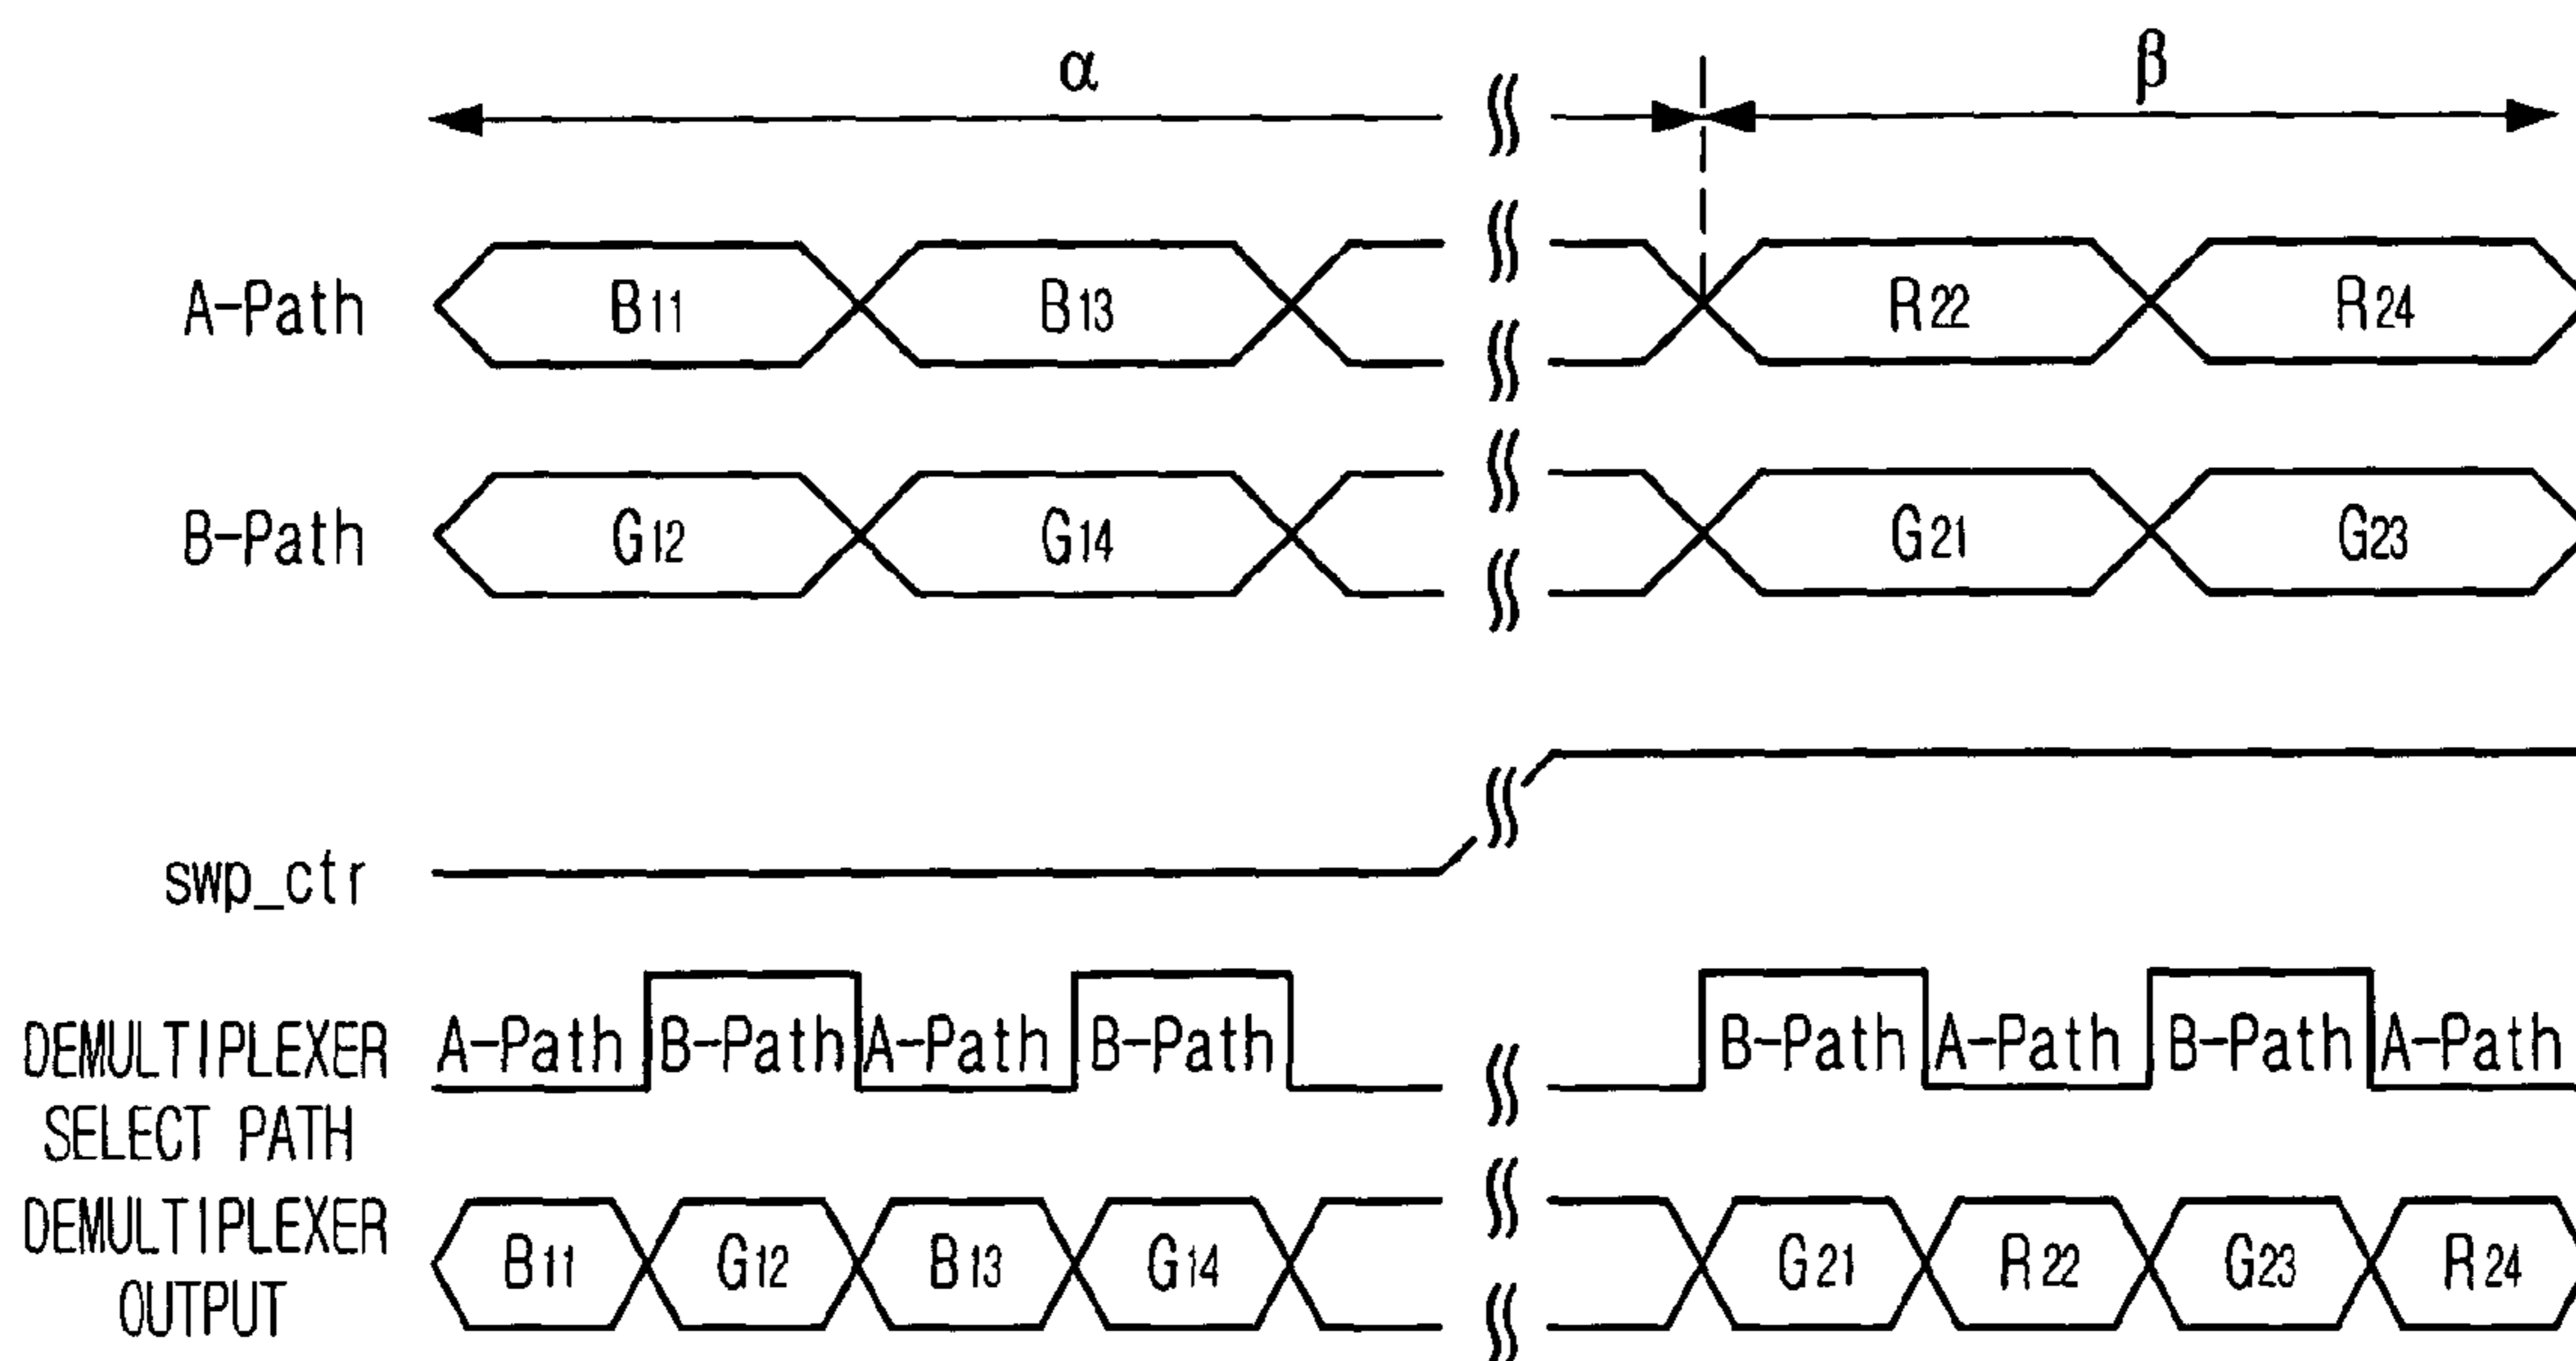 α β
A-Path B11 B13 R22 R24
B-Path G12 G14 G21 G23
swp_ctr
DEMULTIPLEXER
SELECT PATH
A-Path B-Path A-Path B-Path B-Path A-Path B-Path A-Path
DEMULTIPLEXER
OUTPUT
B11 G12 B13 G14 G21 R22 G23 R24